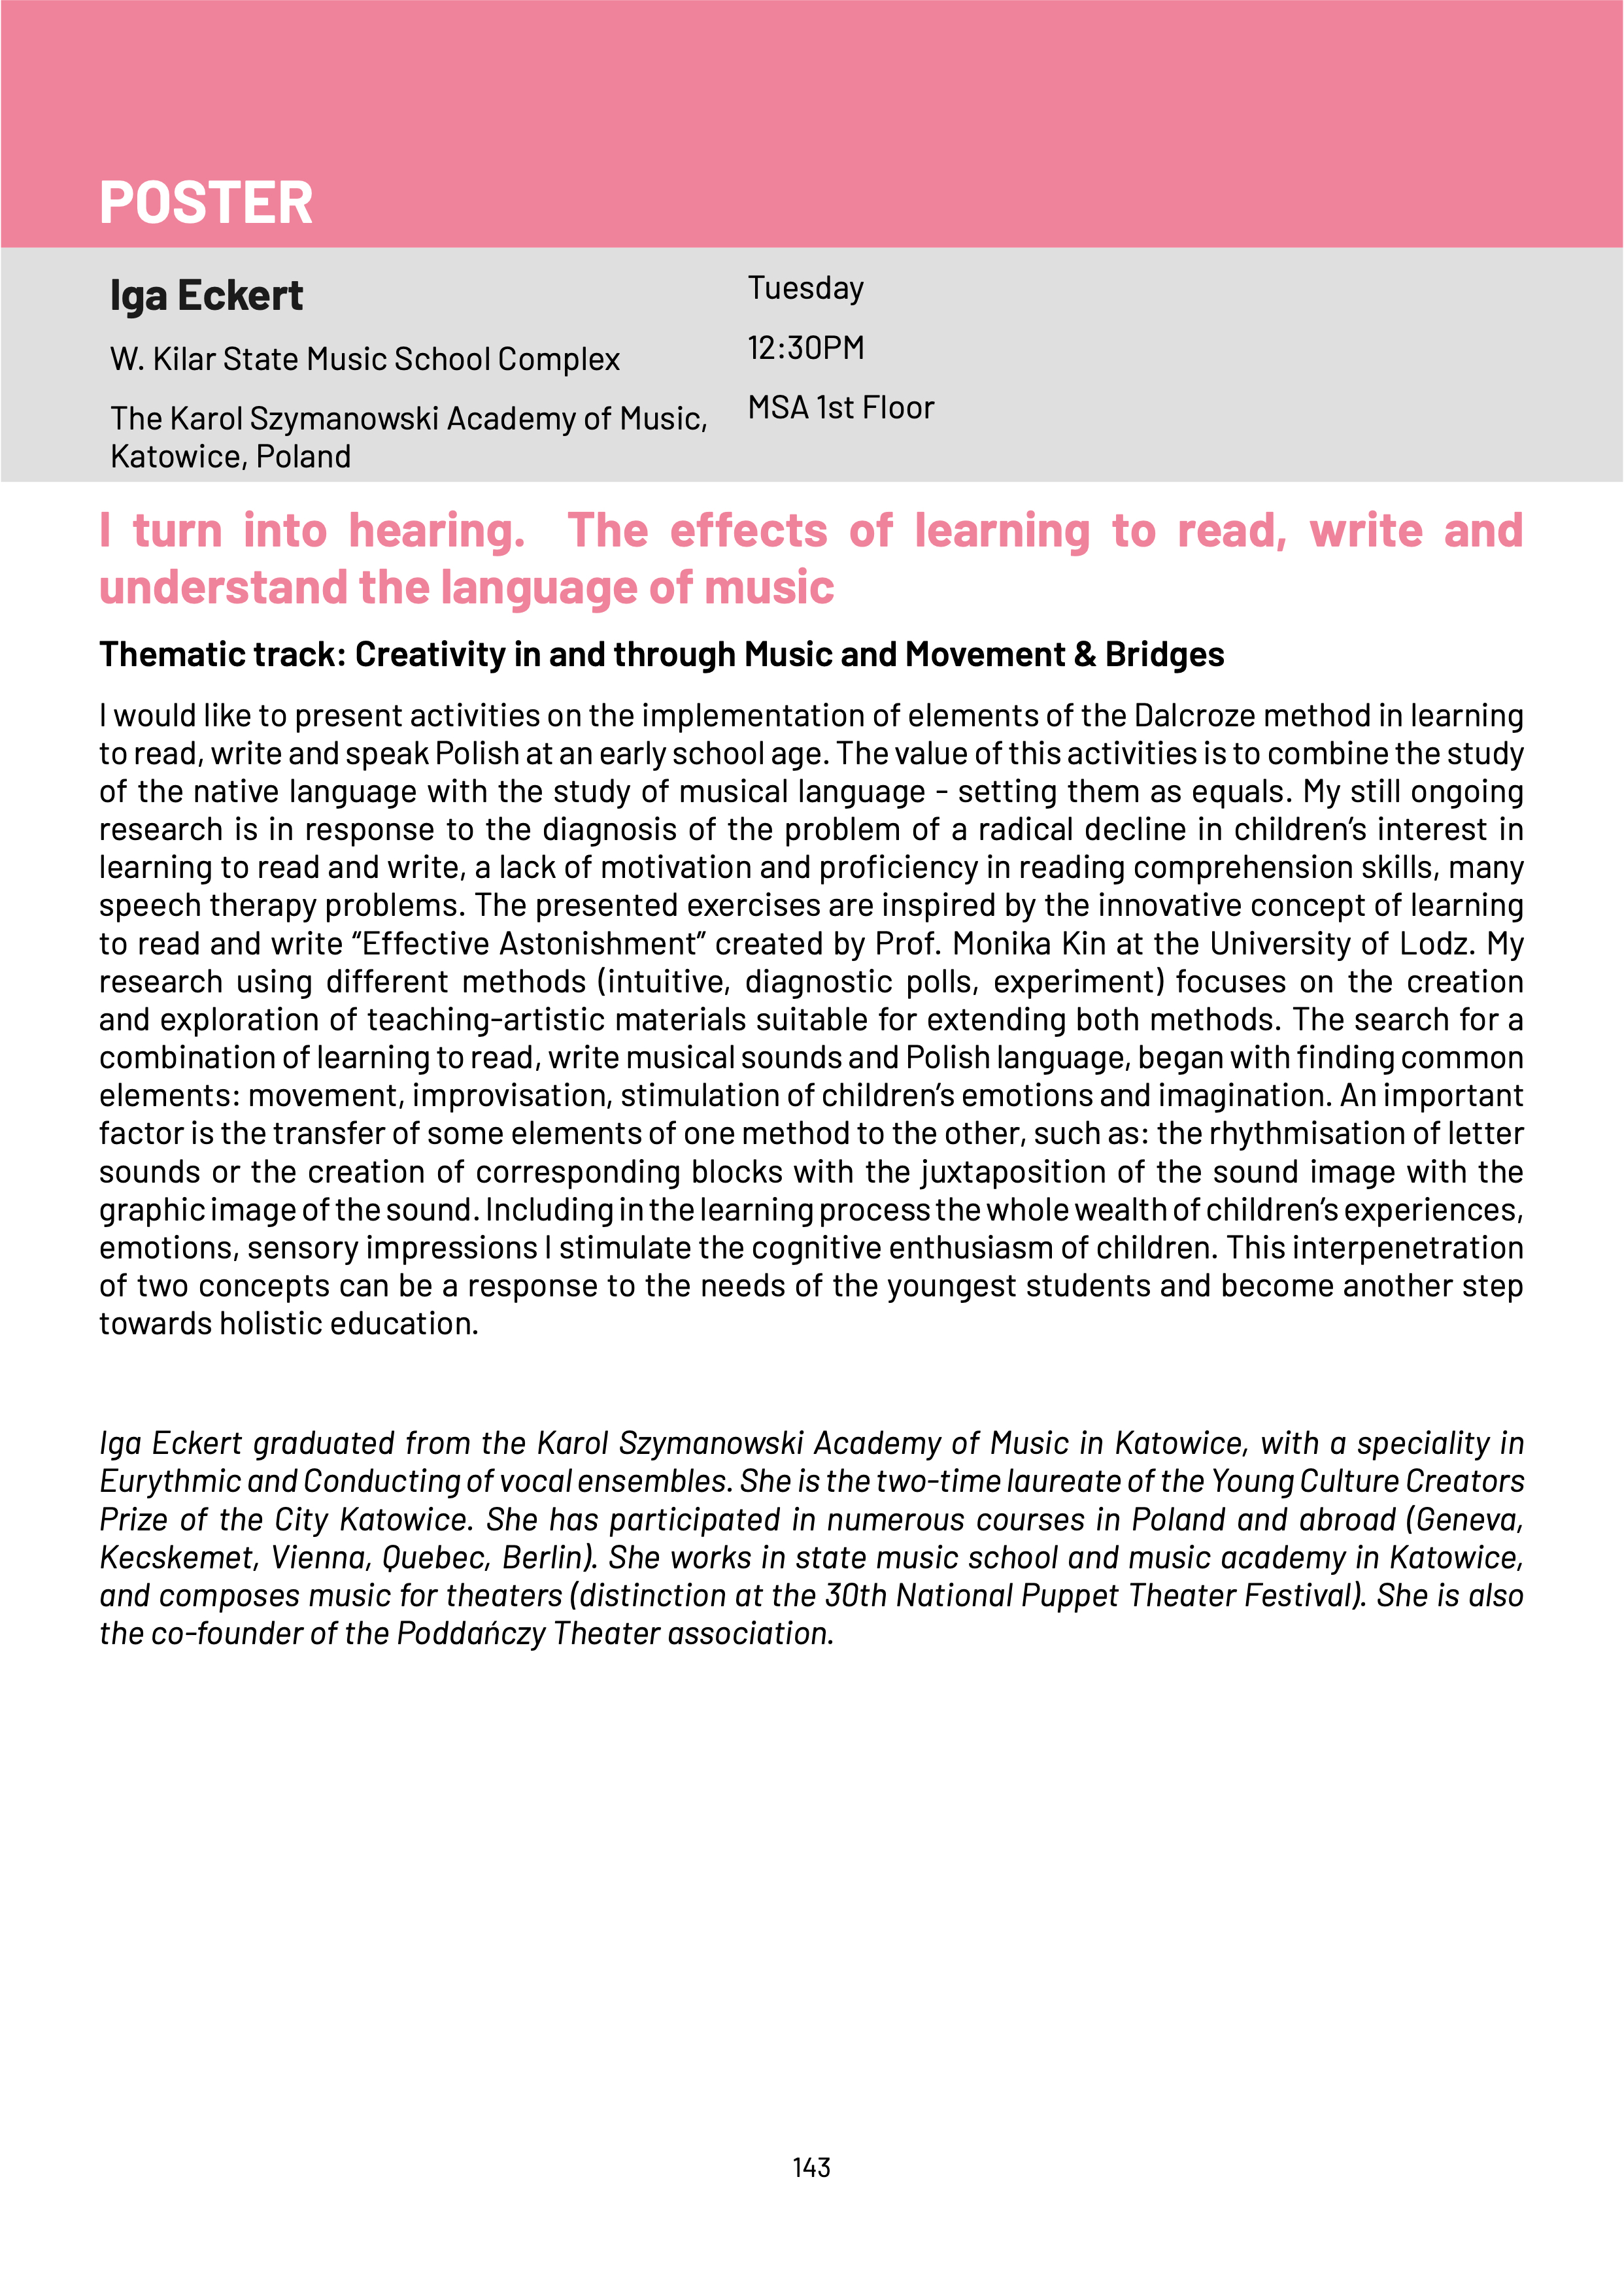 POSTER
Iga Eckert
W. Kilar State Music School Complex
The Karol Szymanowski Academy of Music,
Katowice, Poland
Tuesday
12:30PM
MSA 1st Floor
I turn into hearing. The effects of learning to read, write and
understand the language of music
Thematic track: Creativity in and through Music and Movement & Bridges
I would like to present activities on the implementation of elements of the Dalcroze method in learning
to read, write and speak Polish at an early school age. The value of this activities is to combine the study
of the native language with the study of musical language - setting them as equals. My still ongoing
research is in response to the diagnosis of the problem of a radical decline in children’s interest in
learning to read and write, a lack of motivation and proficiency in reading comprehension skills, many
speech therapy problems. The presented exercises are inspired by the innovative concept of learning
to read and write “Effective Astonishment” created by Prof. Monika Kin at the University of Lodz. My
research using different methods (intuitive, diagnostic polls, experiment) focuses on the creation
and exploration of teaching-artistic materials suitable for extending both methods. The search for a
combination of learning to read, write musical sounds and Polish language, began with finding common
elements: movement, improvisation, stimulation of children’s emotions and imagination. An important
factor is the transfer of some elements of one method to the other, such as: the rhythmisation of letter
sounds or the creation of corresponding blocks with the juxtaposition of the sound image with the
graphic image of the sound. Including in the learning process the whole wealth of children’s experiences,
emotions, sensory impressions I stimulate the cognitive enthusiasm of children. This interpenetration
of two concepts can be a response to the needs of the youngest students and become another step
towards holistic education.
Iga Eckert graduated from the Karol Szymanowski Academy of Music in Katowice, with a speciality in
Eurythmic and Conducting of vocal ensembles. She is the two-time laureate of the Young Culture Creators
Prize of the City Katowice. She has participated in numerous courses in Poland and abroad (Geneva,
Kecskemet, Vienna, Quebec, Berlin). She works in state music school and music academy in Katowice,
and composes music for theaters (distinction at the 30th National Puppet Theater Festival). She is also
the co-founder of the Poddańczy Theater association.
143